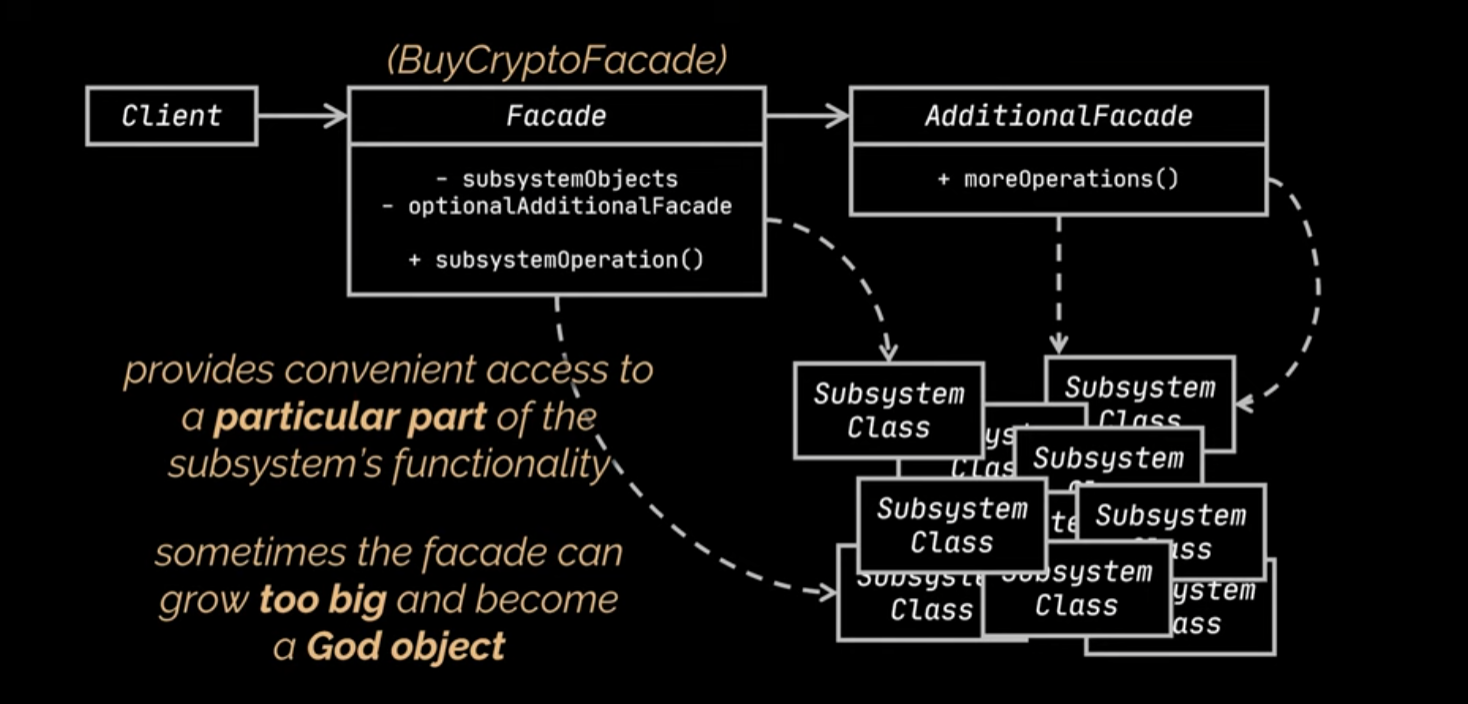 (BuyCryptoFacade)
Client
Facade
AdditionalFacade
- subsystemObjects
- optionalAdditionalFacade
+ subsystemOperation()
+ moreOperations()
provides convenient access to
a particular part of the
subsystem's functionality
sometimes the facade can
grow too big and become
a God object
Subsystem
Class
Subsystem
Class
Subsystem
Subsystem
Class
Subsystem
Class
Subsystem
Class